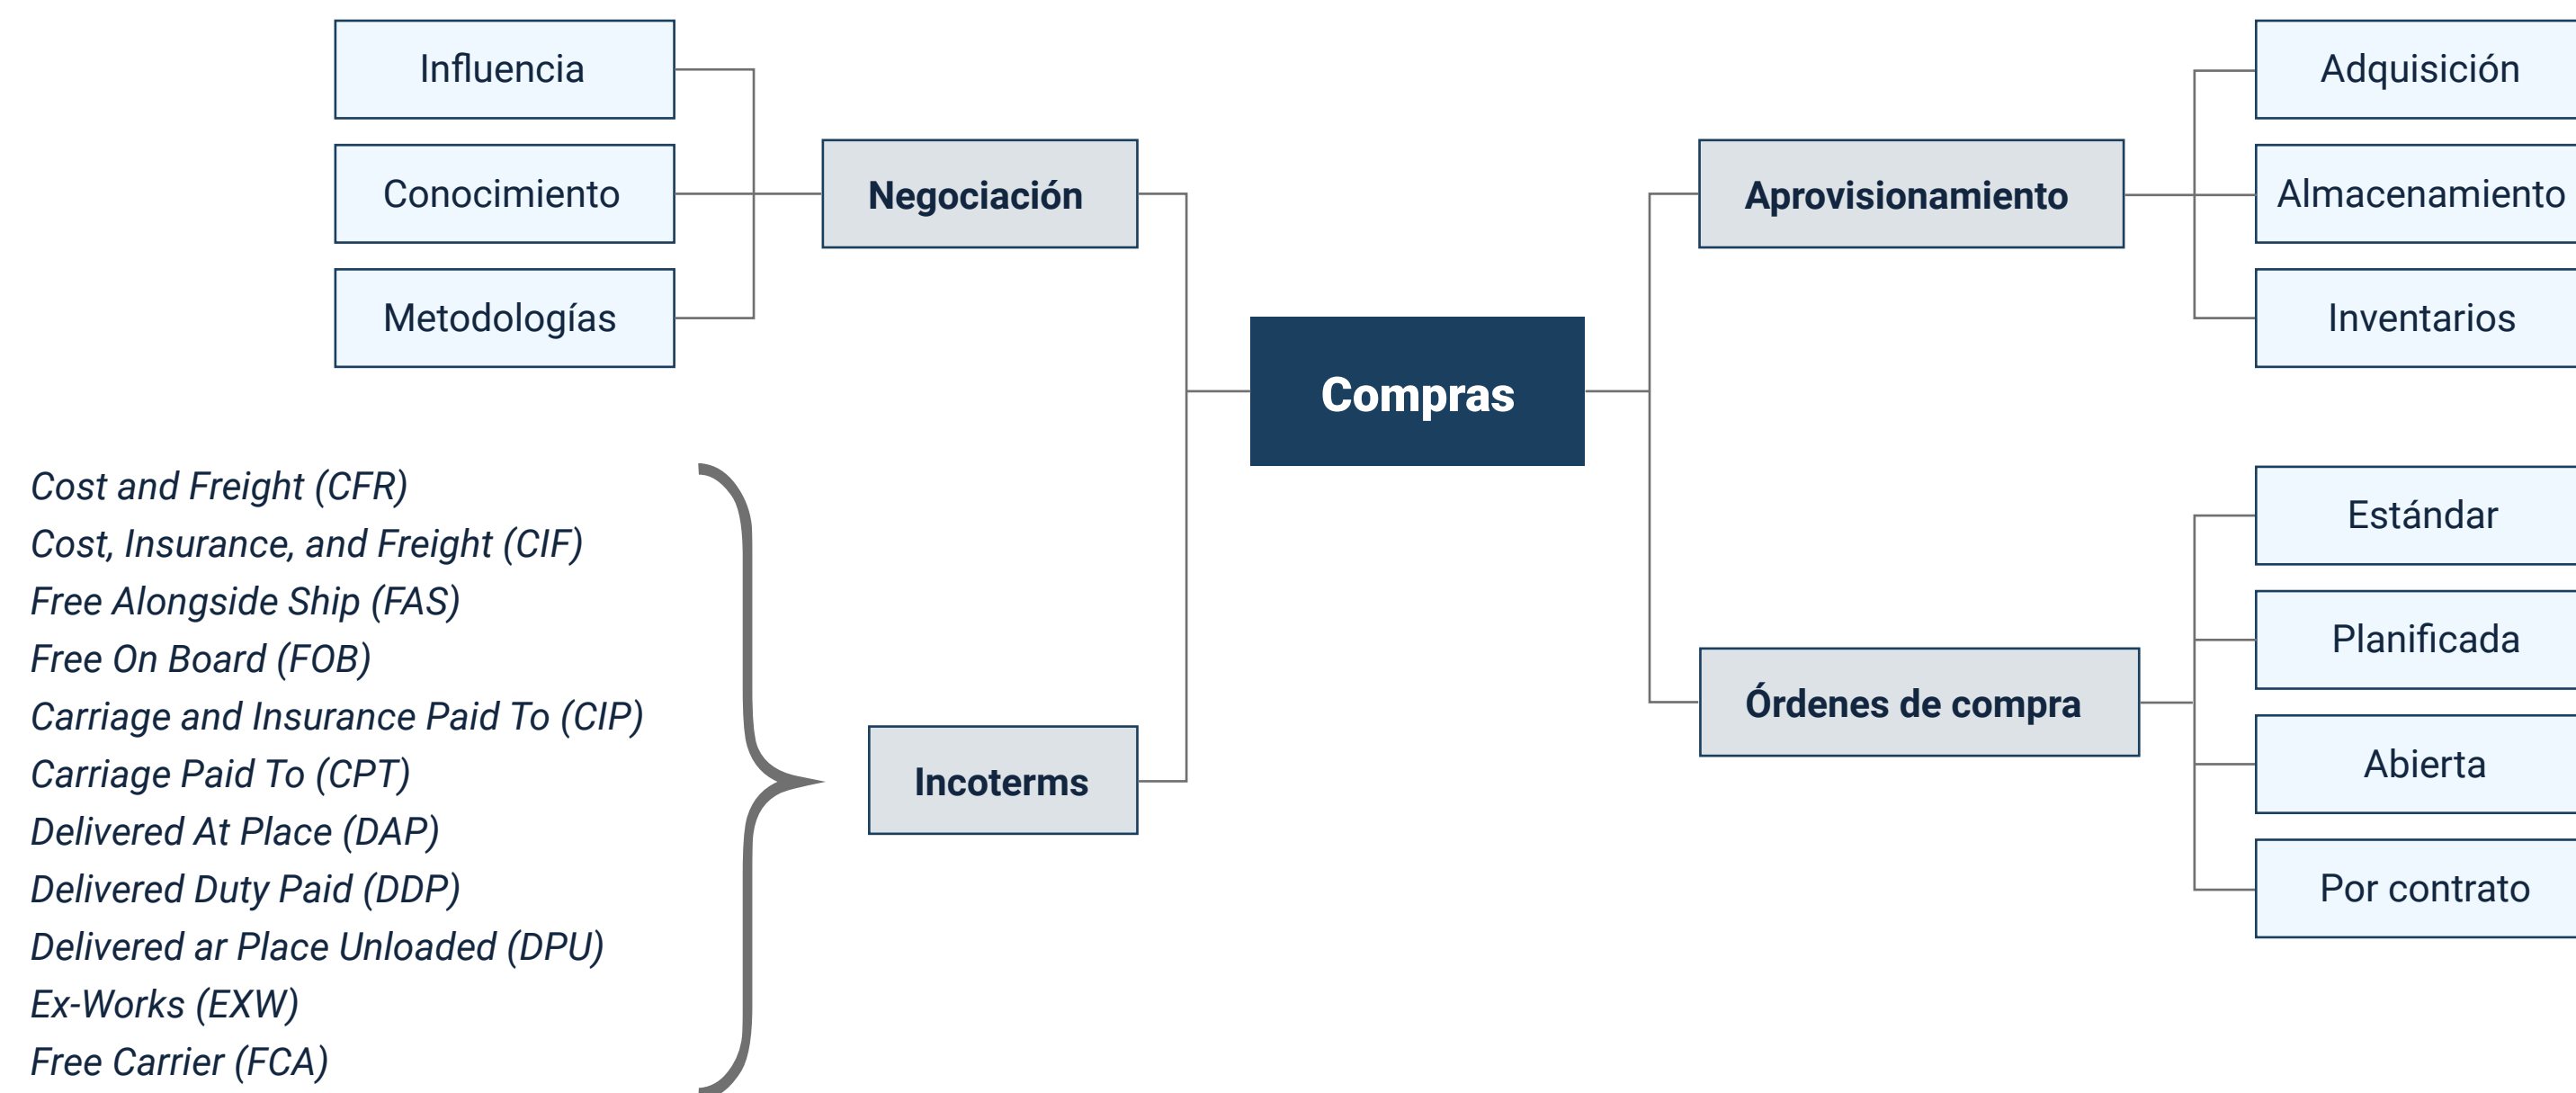 Influencia
Conocimiento
Metodologías
Negociación
Cost and Freight (CFR)
Cost, Insurance, and Freight (CIF)
Free Alongside Ship (FAS)
Free On Board (FOB)
Carriage and Insurance Paid To (CIP)
Carriage Paid To (CPT)
Delivered At Place (DAP)
Delivered Duty Paid (DDP)
Delivered ar Place Unloaded (DPU)
Ex-Works (EXW)
Free Carrier (FCA)
Incoterms
Compras
Aprovisionamiento
Adquisición
Almacenamiento
Inventarios
Órdenes de compra
Estándar
Planificada
Abierta
Por contrato